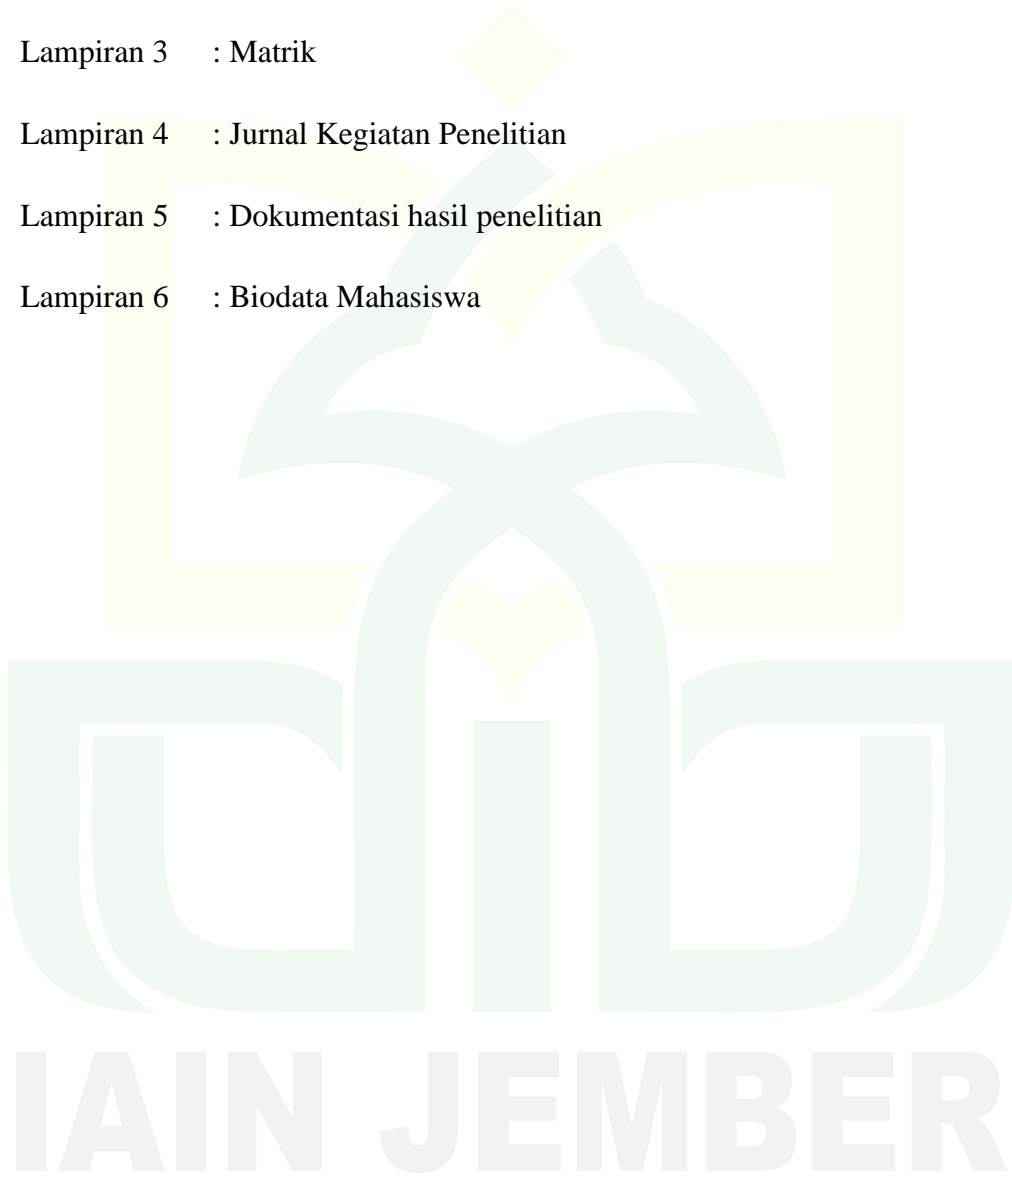 Lampiran 3 : Matrik
Lampiran 4 : Jurnal Kegiatan Penelitian
Lampiran 5 : Dokumentasi hasil penelitian
Lampiran 6 : Biodata Mahasiswa
IAIN JEMBER